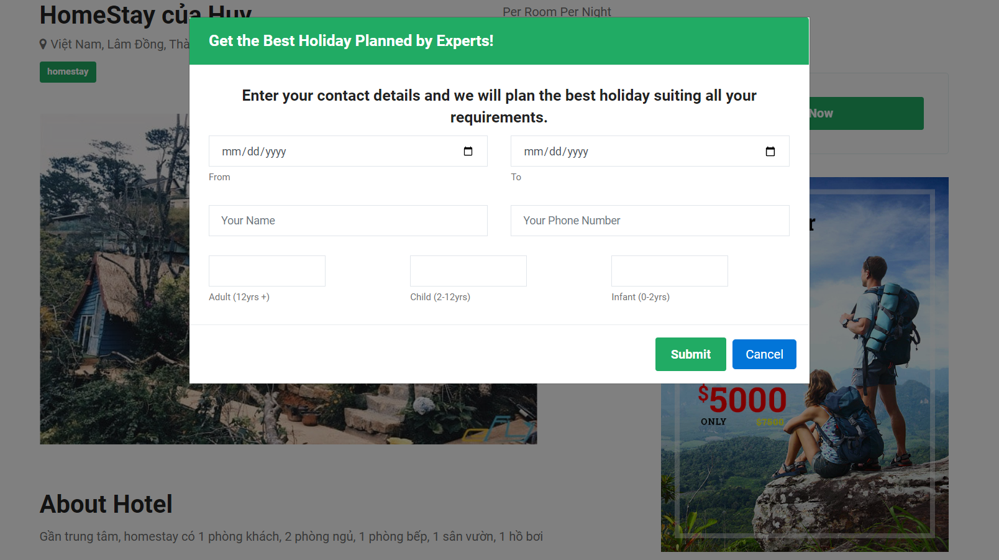 HomeStay của Huy
Per Room Per Night
Việt Nam, Lâm Đồng, Thà
homestay
Get the Best Holiday Planned by Experts!
Enter your contact details and we will plan the best holiday suiting all your
requirements.
mm/dd/yyyy
mm/dd/yyyy
From
To
Your Name
Your Phone Number
Adult (12yrs +)
Child (2-12yrs)
Infant (0-2yrs)
Submit
Cancel
Now
r
$5000
ONLY
$7600
About Hotel
Gần trung tâm, homestay có 1 phòng khách, 2 phòng ngủ, 1 phòng bếp, 1 sân vườn, 1 hồ bơi